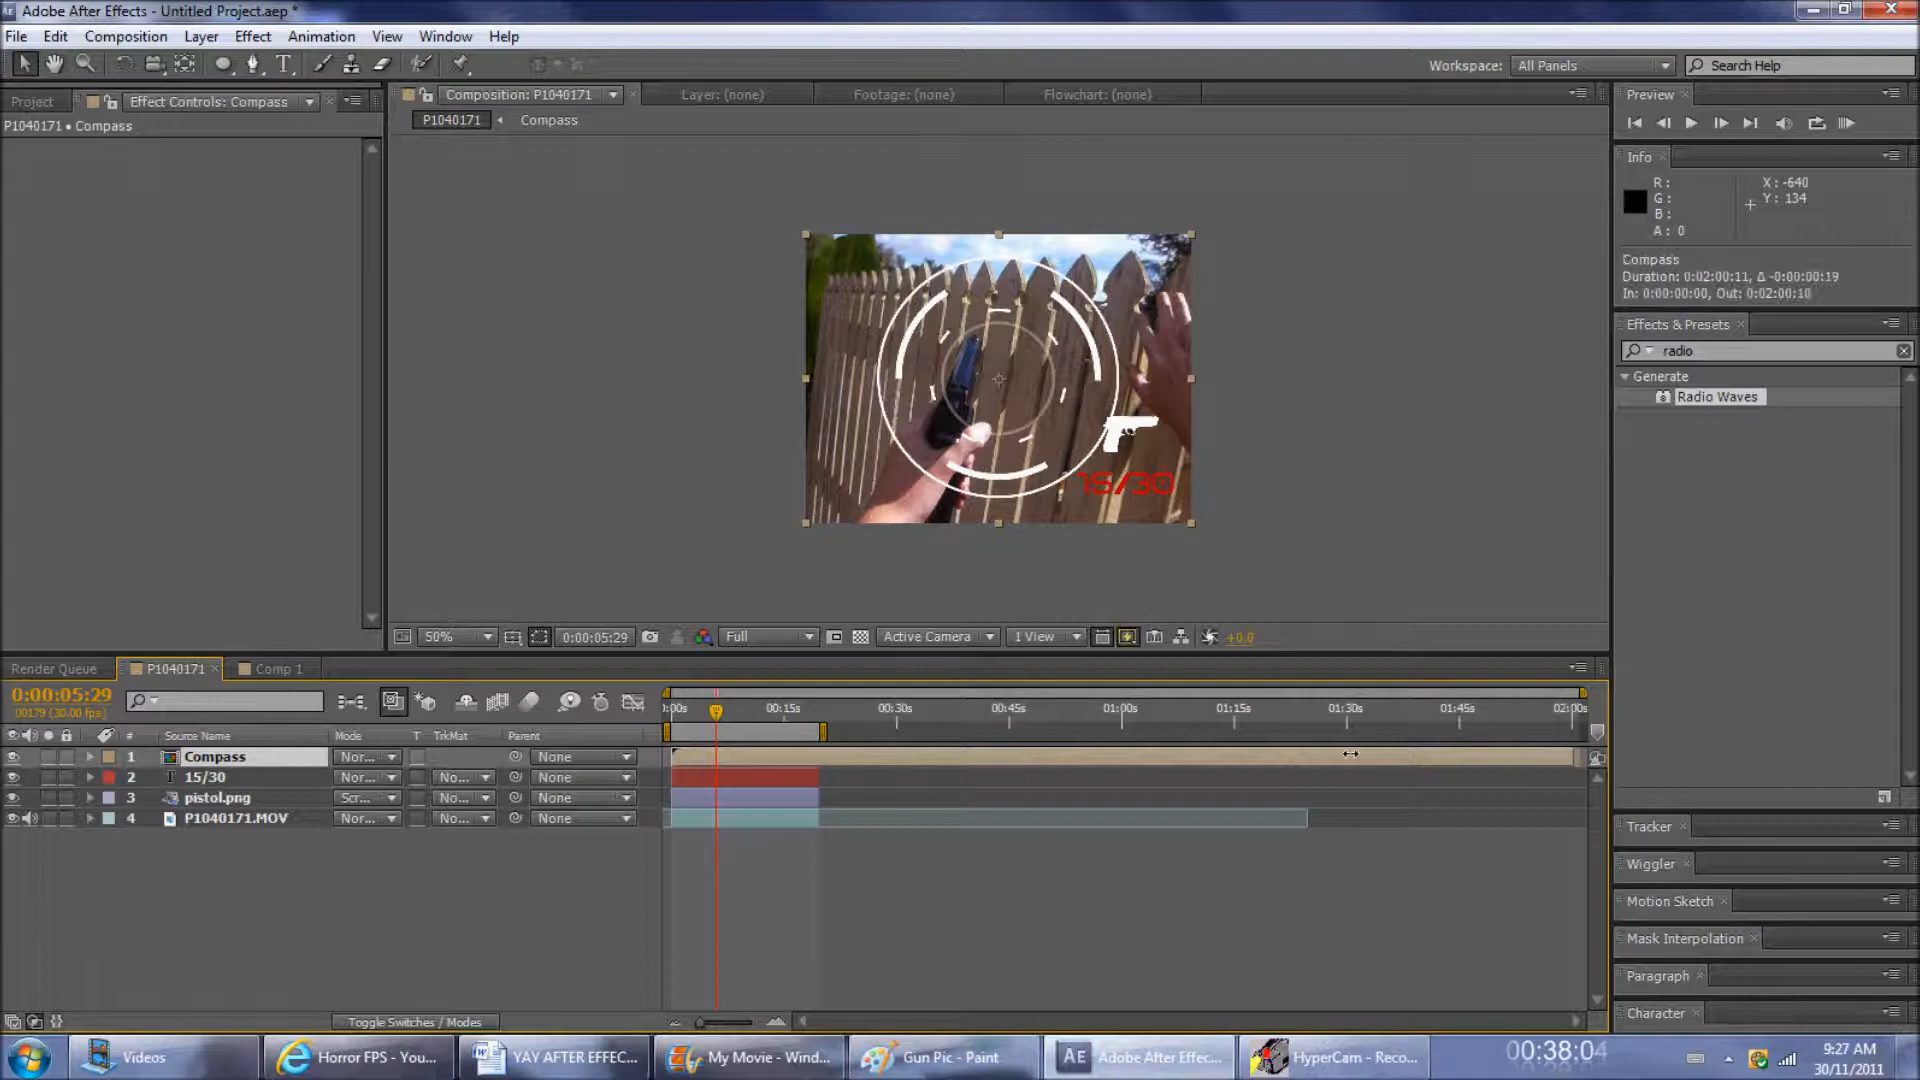 Adobe After Effects - Untitled Project.aep *
File Edit Composition Layer Effect Animation View Window Help
Workspace: All Panels Search Help
Project Effect Controls: Compass Composition: P1040171 Layer: (none) Footage: (none) Flowchart: (none) Preview
P1040171 • Compass P1040171 Compass
Info
R: X: -640
G: Y: 134
B:
A: 0
Compass
Duration: 0:02:00:11, Δ -0:00:00:19
In: 0:00:00:00, Out: 0:02:00:10
Effects & Presets
radio
Generate
Radio Waves
15/30
50% 0:00:05:29 Full Active Camera 1 View +0.0
Render Queue P1040171 Comp 1
0:00:05:29
00179 (30.00 fps)
:00s 00:15s 00:30s 00:45s 01:00s 01:15s 01:30s 01:45s 02:00s
# Source Name Mode T TrkMat Parent
1 Compass Nor... None
2 T 15/30 Nor... No... None
3 pistol.png Scr... No... None
4 P1040171.MOV Nor... No... None
Tracker
Wiggler
Motion Sketch
Mask Interpolation
Paragraph
Character
Toggle Switches / Modes
Videos Horror FPS - You... YAY AFTER EFFEC... My Movie - Wind... Gun Pic - Paint AE Adobe After Effec... HyperCam - Reco... 00:38:04 9:27 AM
30/11/2011